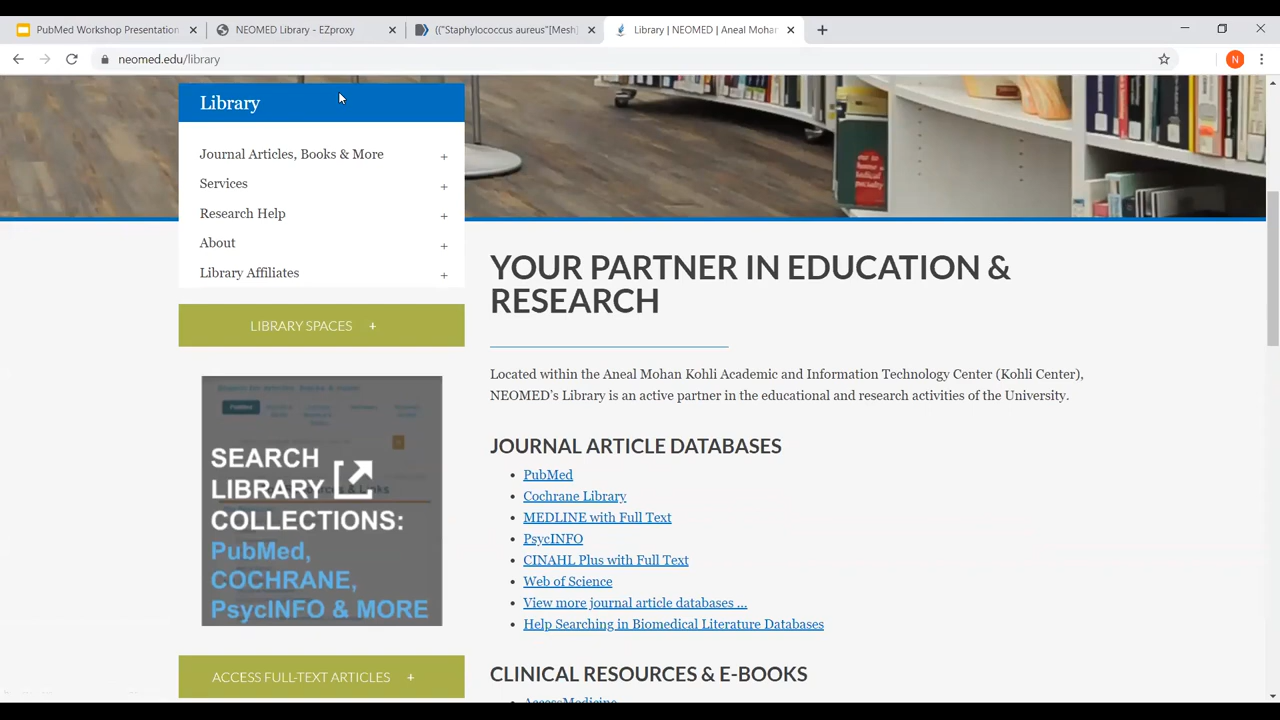 PubMed Workshop Presentation
NEOMED Library - EZproxy
(("Staphylococcus aureus"[Mesh]
Library | NEOMED | Aneal Mohan
neomed.edu/library
N
Library
Journal Articles, Books & More +
Services +
Research Help +
About +
Library Affiliates +
LIBRARY SPACES +
SEARCH
LIBRARY
COLLECTIONS:
PubMed,
COCHRANE,
PsycINFO & MORE
ACCESS FULL-TEXT ARTICLES +
YOUR PARTNER IN EDUCATION &
RESEARCH
Located within the Aneal Mohan Kohli Academic and Information Technology Center (Kohli Center),
NEOMED's Library is an active partner in the educational and research activities of the University.
JOURNAL ARTICLE DATABASES
• PubMed
• Cochrane Library
• MEDLINE with Full Text
• PsycINFO
• CINAHL Plus with Full Text
• Web of Science
• View more journal article databases ...
• Help Searching in Biomedical Literature Databases
CLINICAL RESOURCES & E-BOOKS
AccessMedicine